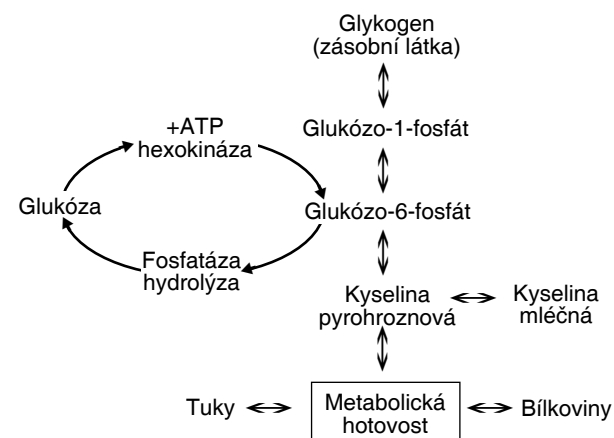 Glykogen
(zásobní látka)
+ATP
hexokináza
Glukózo-1-fosfát
Glukóza
Glukózo-6-fosfát
Fosfatáza
hydrolýza
Kyselina
pyrohroznová
Kyselina
mléčná
Tuky
Metabolická
hotovost
Bílkoviny